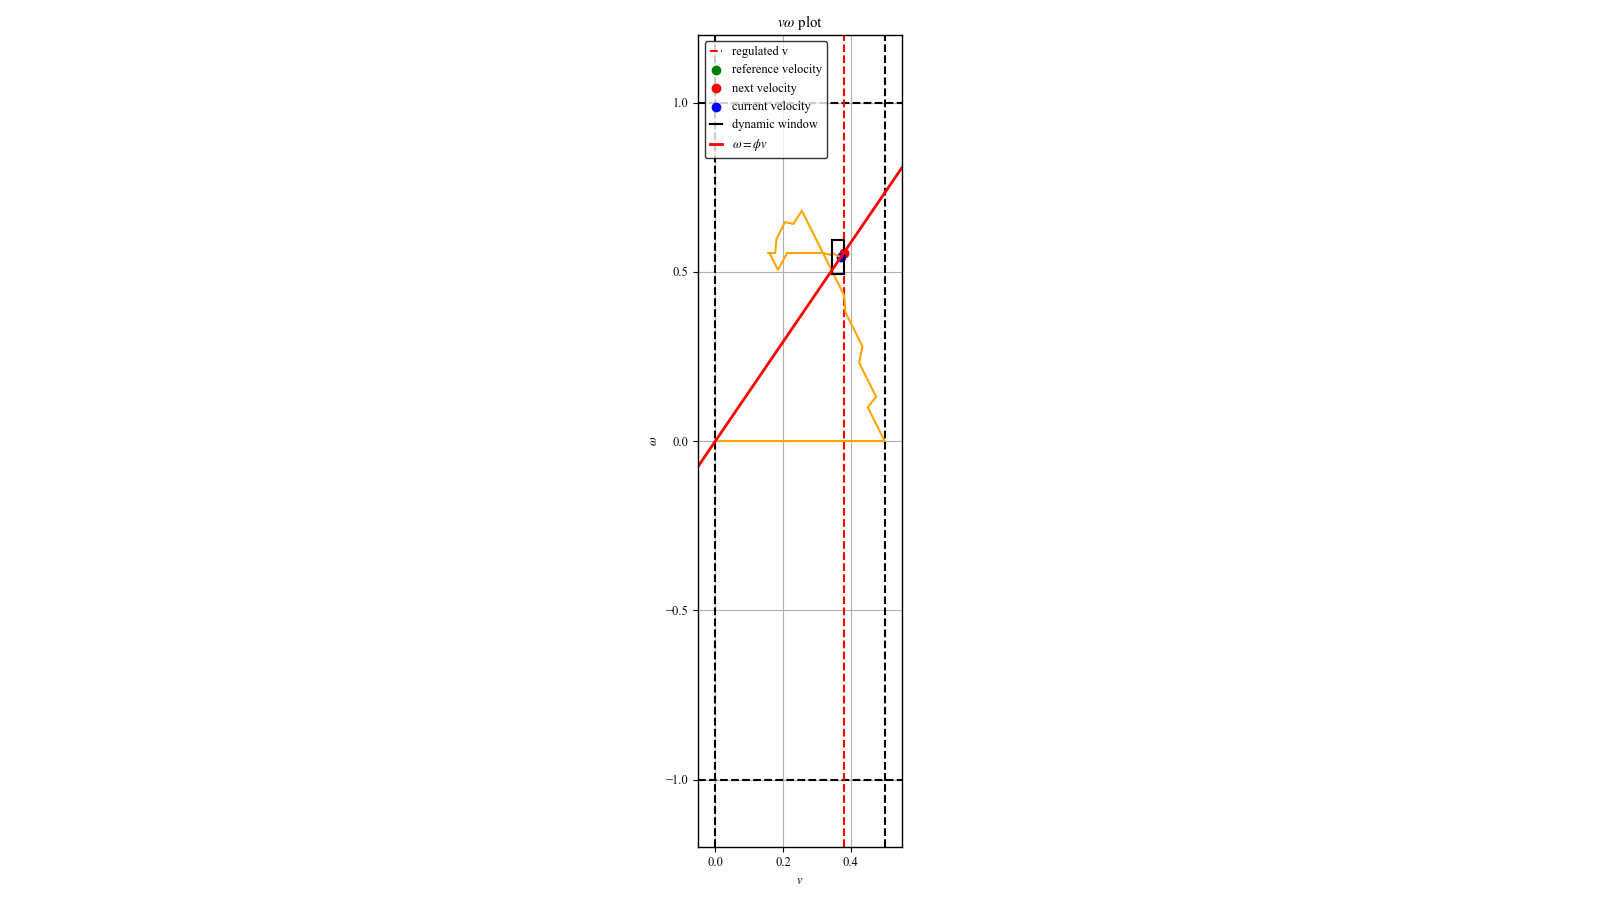 vω plot
regulated v
reference velocity
next velocity
current velocity
dynamic window
ω = ϕv
1.0
0.5
0.0
−0.5
−1.0
ω
0.0 0.2 0.4
v